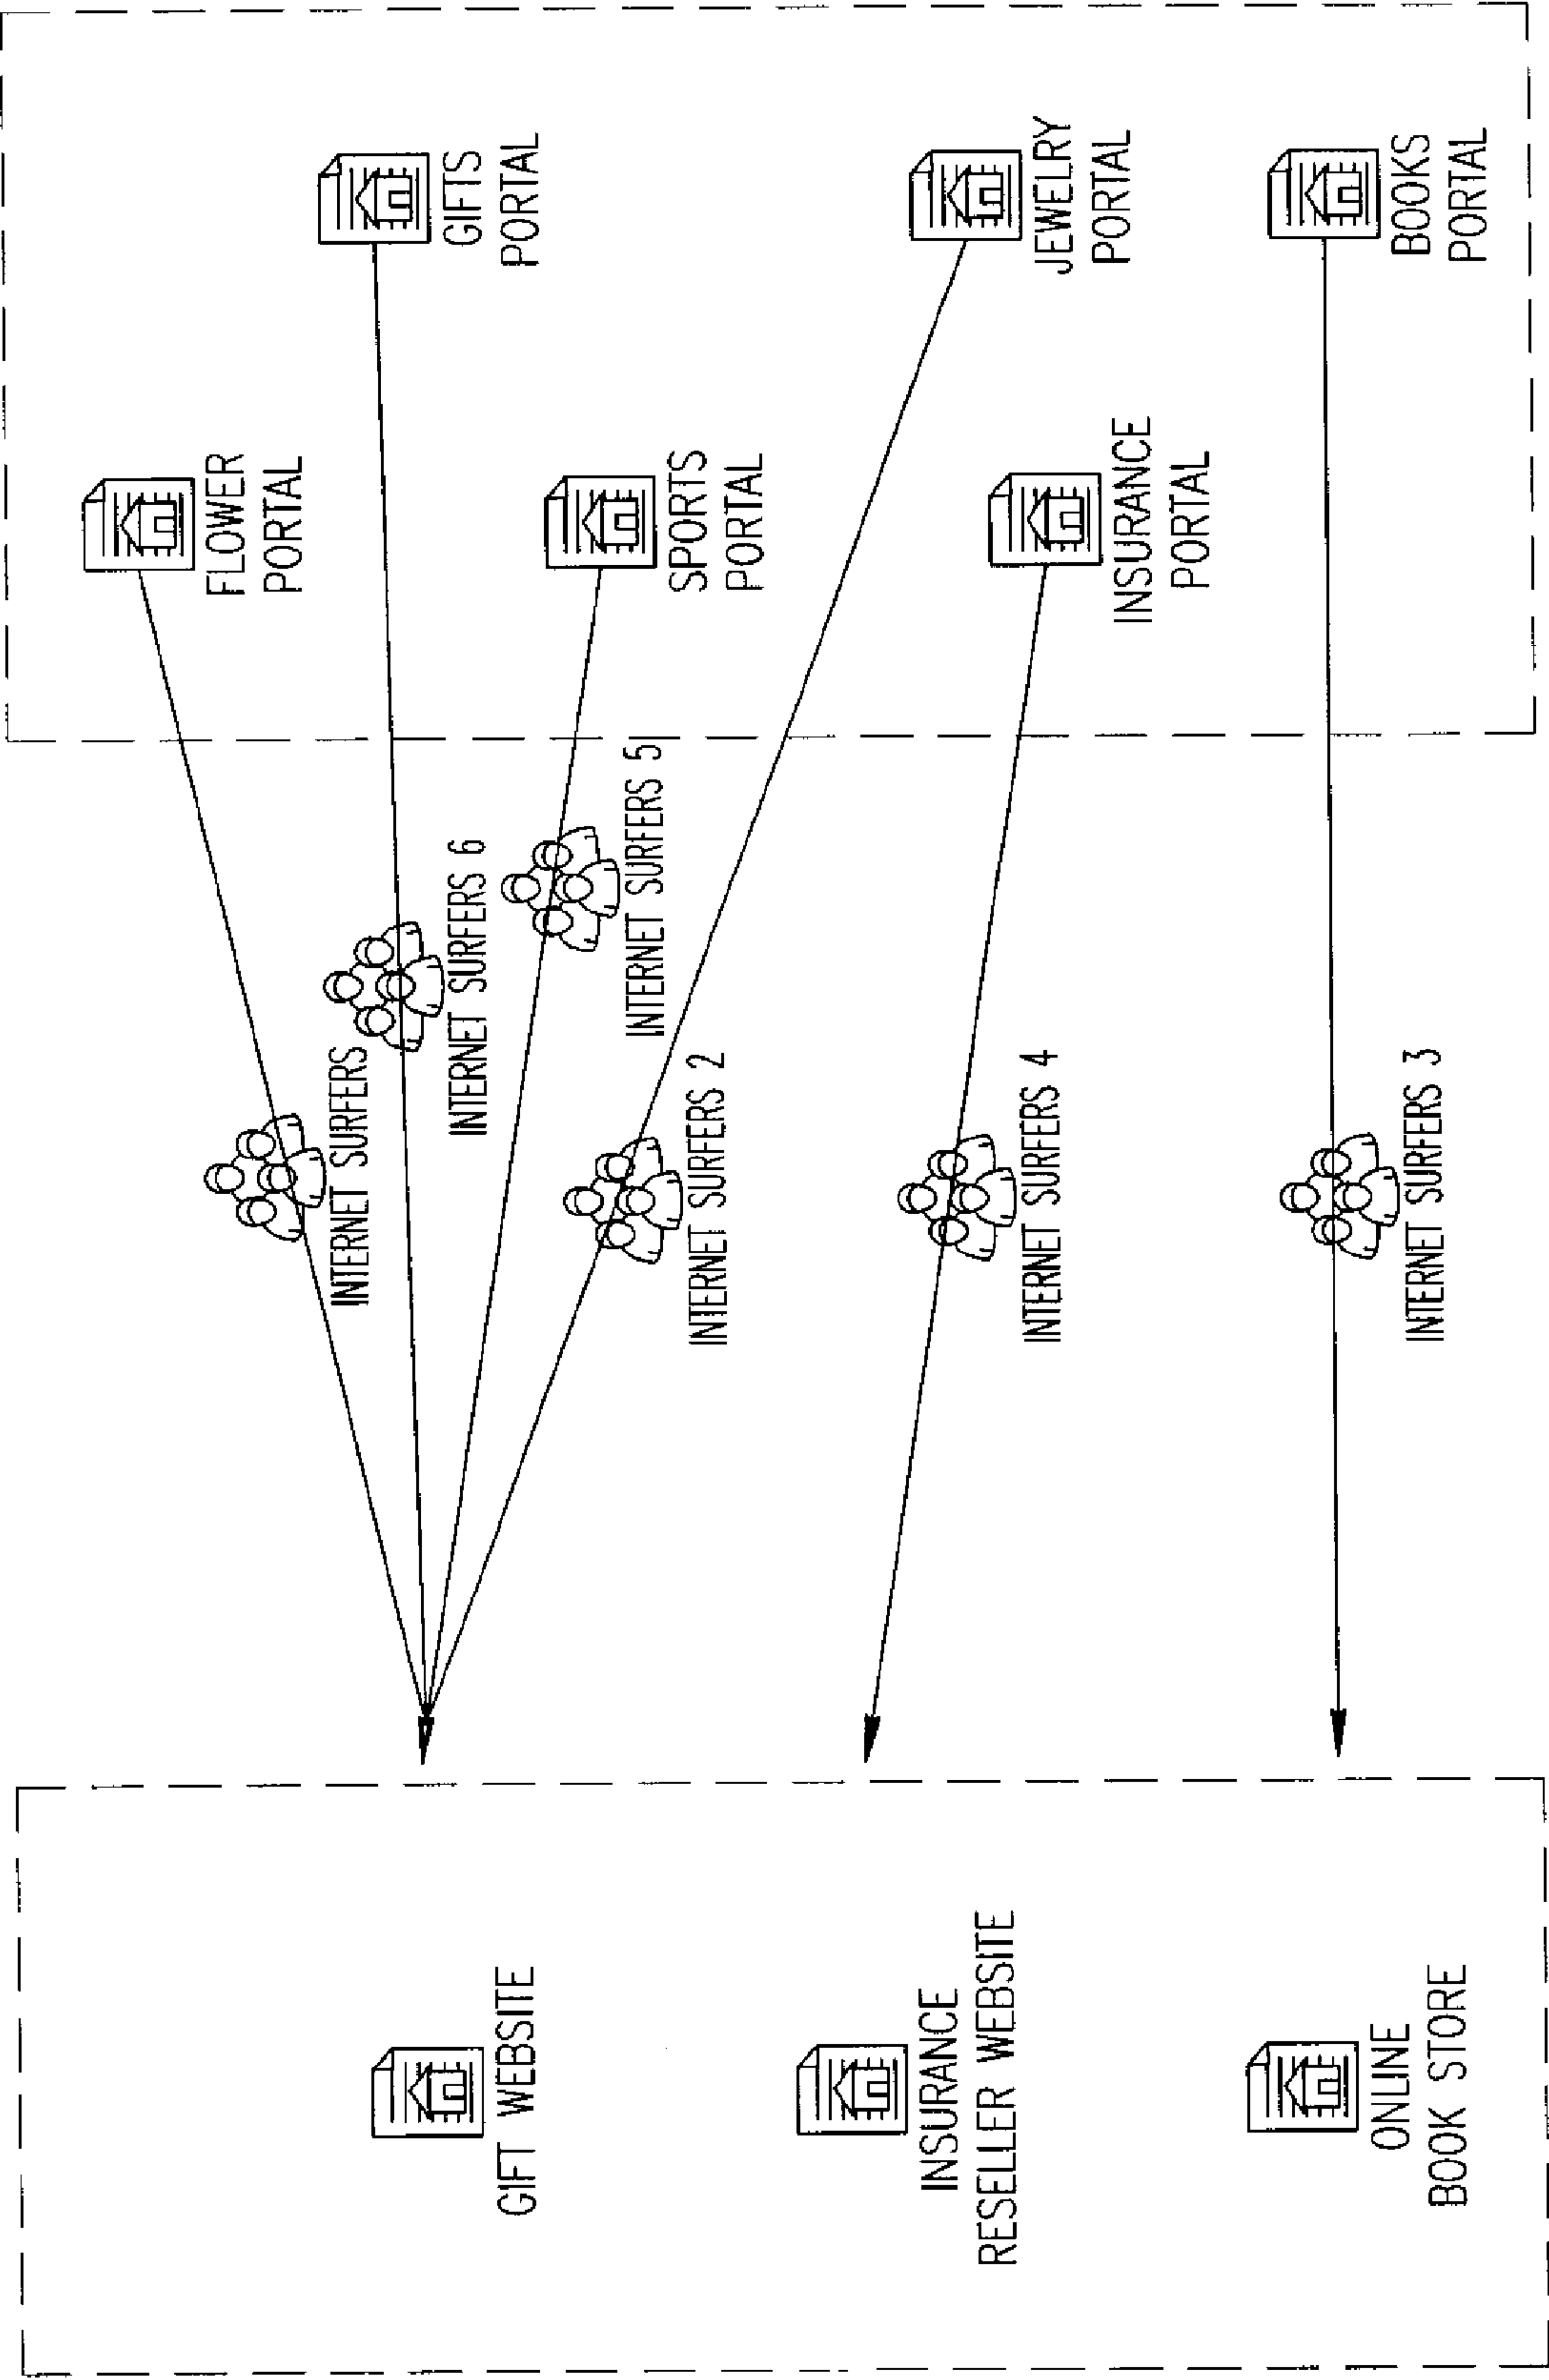 FLOWER
PORTAL
GIFTS
PORTAL
SPORTS
PORTAL
JEWELRY
PORTAL
INSURANCE
PORTAL
BOOKS
PORTAL
INTERNET SURFERS
INTERNET SURFERS 6
INTERNET SURFERS 5
INTERNET SURFERS 2
INTERNET SURFERS 4
INTERNET SURFERS 3
GIFT WEBSITE
INSURANCE
RESELLER WEBSITE
ONLINE
BOOK STORE